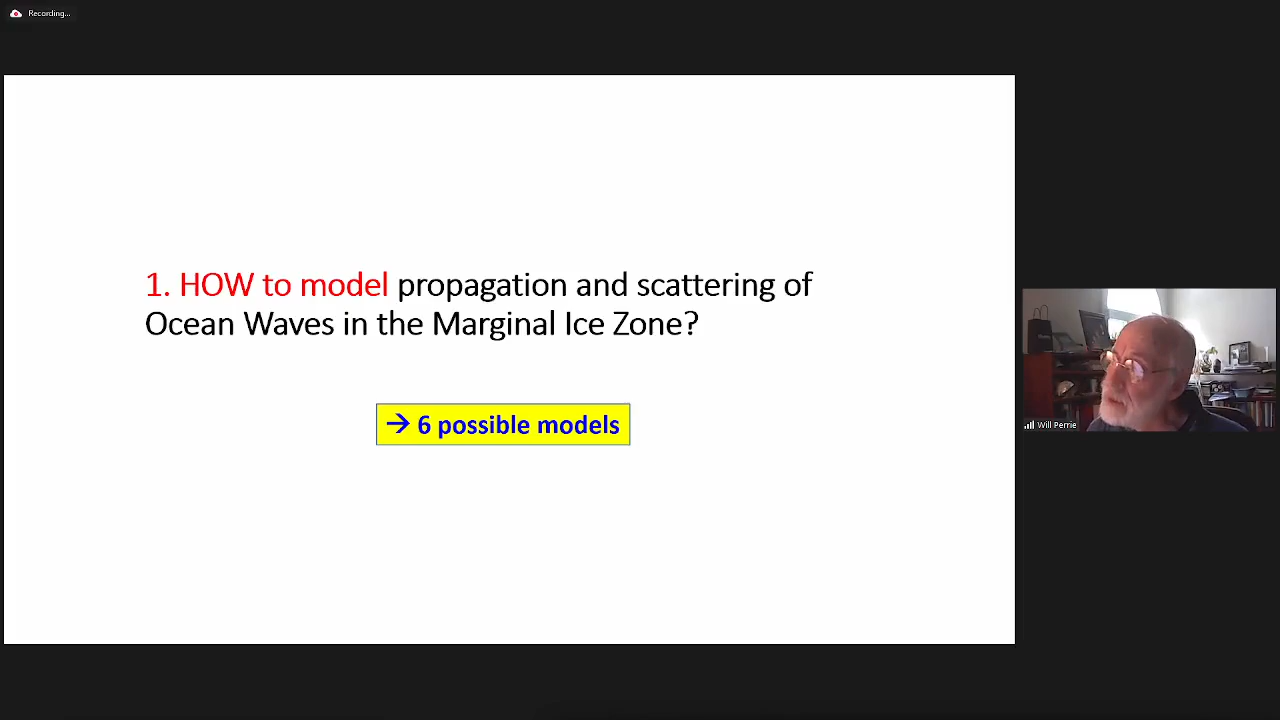 Recording...
1. HOW to model propagation and scattering of
Ocean Waves in the Marginal Ice Zone?
→ 6 possible models
Will Perrie